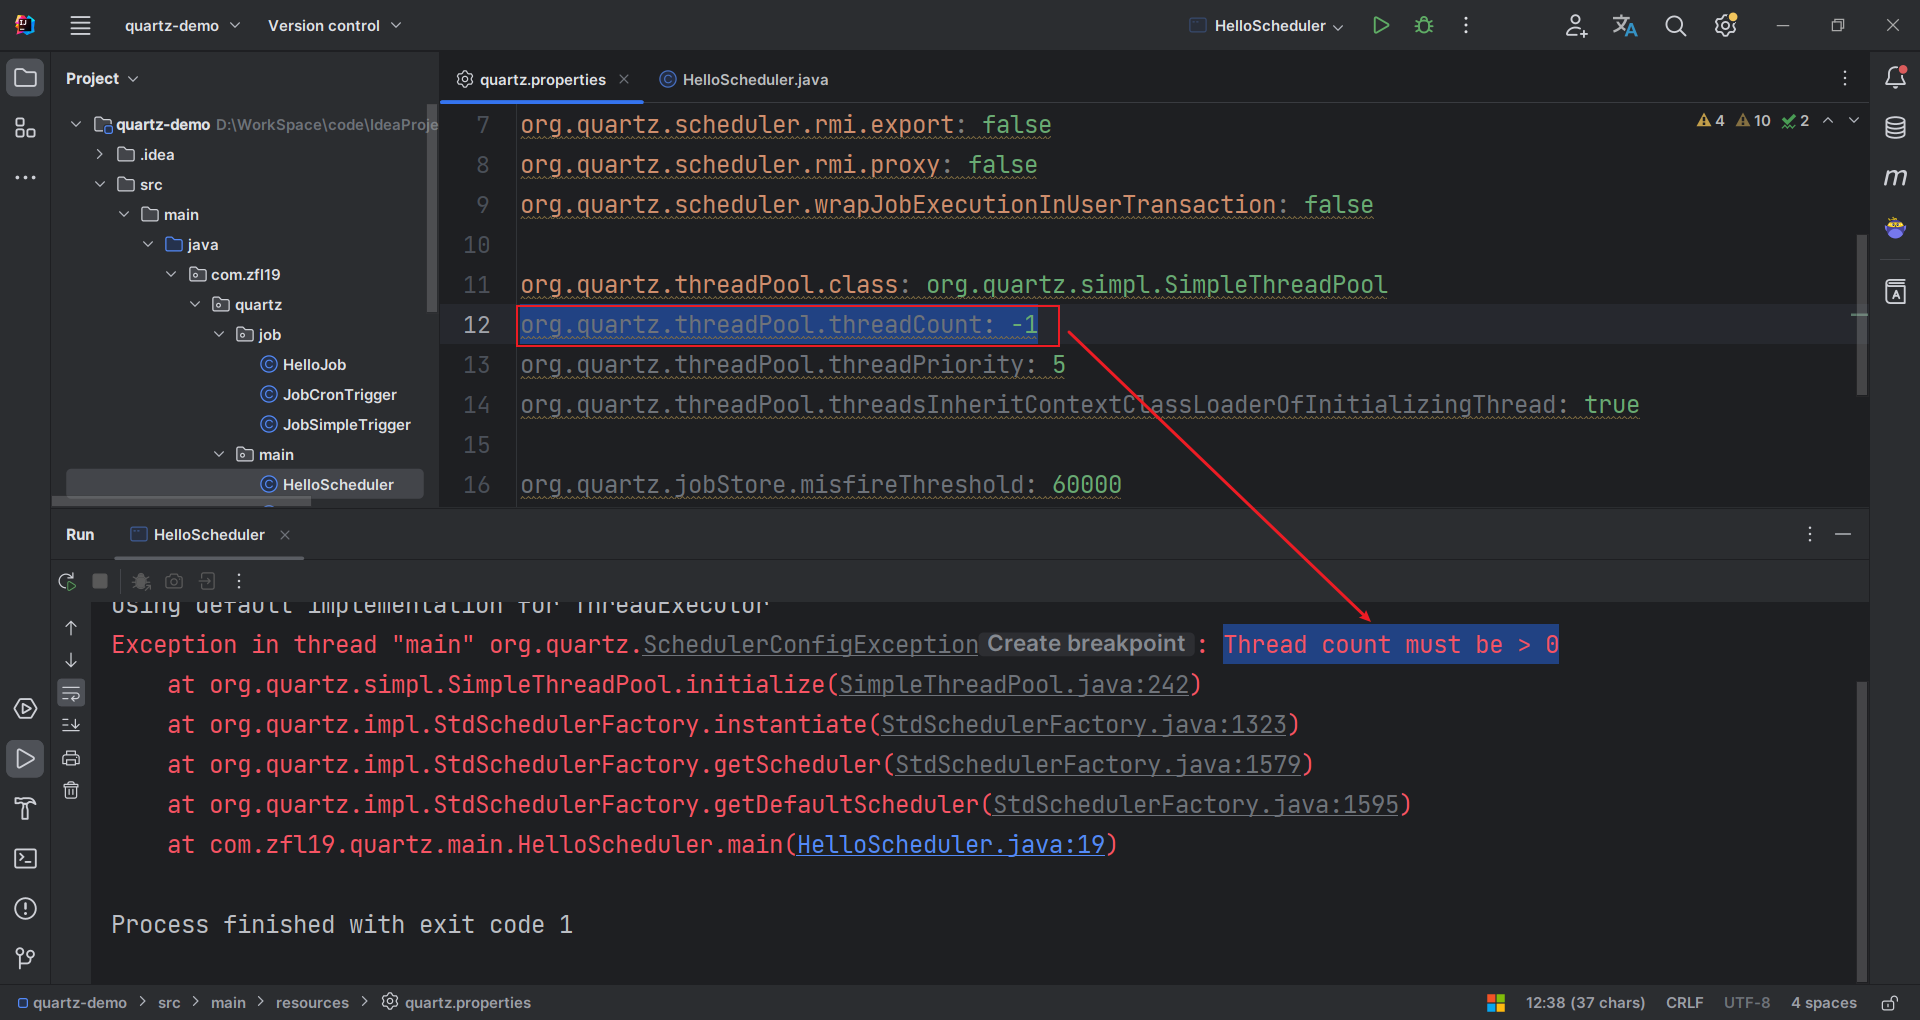 quartz-demo Version control HelloScheduler
Project
quartz-demo D:\WorkSpace\code\IdeaProje
.idea
src
main
java
com.zfl19
quartz
job
HelloJob
JobCronTrigger
JobSimpleTrigger
main
HelloScheduler
quartz.properties HelloScheduler.java
4 10 2
7 org.quartz.scheduler.rmi.export: false
8 org.quartz.scheduler.rmi.proxy: false
9 org.quartz.scheduler.wrapJobExecutionInUserTransaction: false
10
11 org.quartz.threadPool.class: org.quartz.simpl.SimpleThreadPool
12 org.quartz.threadPool.threadCount: -1
13 org.quartz.threadPool.threadPriority: 5
14 org.quartz.threadPool.threadsInheritContextClassLoaderOfInitializingThread: true
15
16 org.quartz.jobStore.misfireThreshold: 60000
Run HelloScheduler
Using default implementation for ThreadExecutor
Exception in thread "main" org.quartz.SchedulerConfigException Create breakpoint : Thread count must be > 0
at org.quartz.simpl.SimpleThreadPool.initialize(SimpleThreadPool.java:242)
at org.quartz.impl.StdSchedulerFactory.instantiate(StdSchedulerFactory.java:1323)
at org.quartz.impl.StdSchedulerFactory.getScheduler(StdSchedulerFactory.java:1579)
at org.quartz.impl.StdSchedulerFactory.getDefaultScheduler(StdSchedulerFactory.java:1595)
at com.zfl19.quartz.main.HelloScheduler.main(HelloScheduler.java:19)
Process finished with exit code 1
quartz-demo > src > main > resources > quartz.properties
12:38 (37 chars) CRLF UTF-8 4 spaces